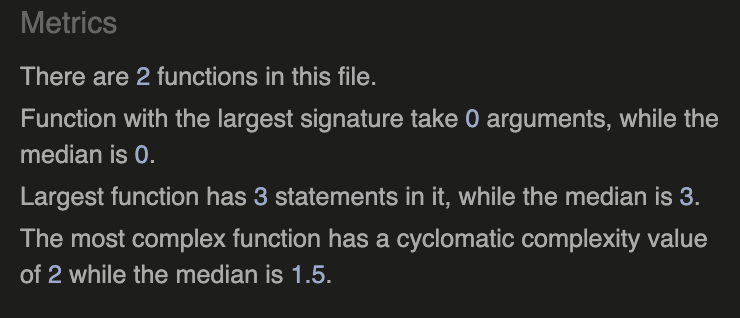 Metrics
There are 2 functions in this file.
Function with the largest signature take 0 arguments, while the
median is 0.
Largest function has 3 statements in it, while the median is 3.
The most complex function has a cyclomatic complexity value
of 2 while the median is 1.5.